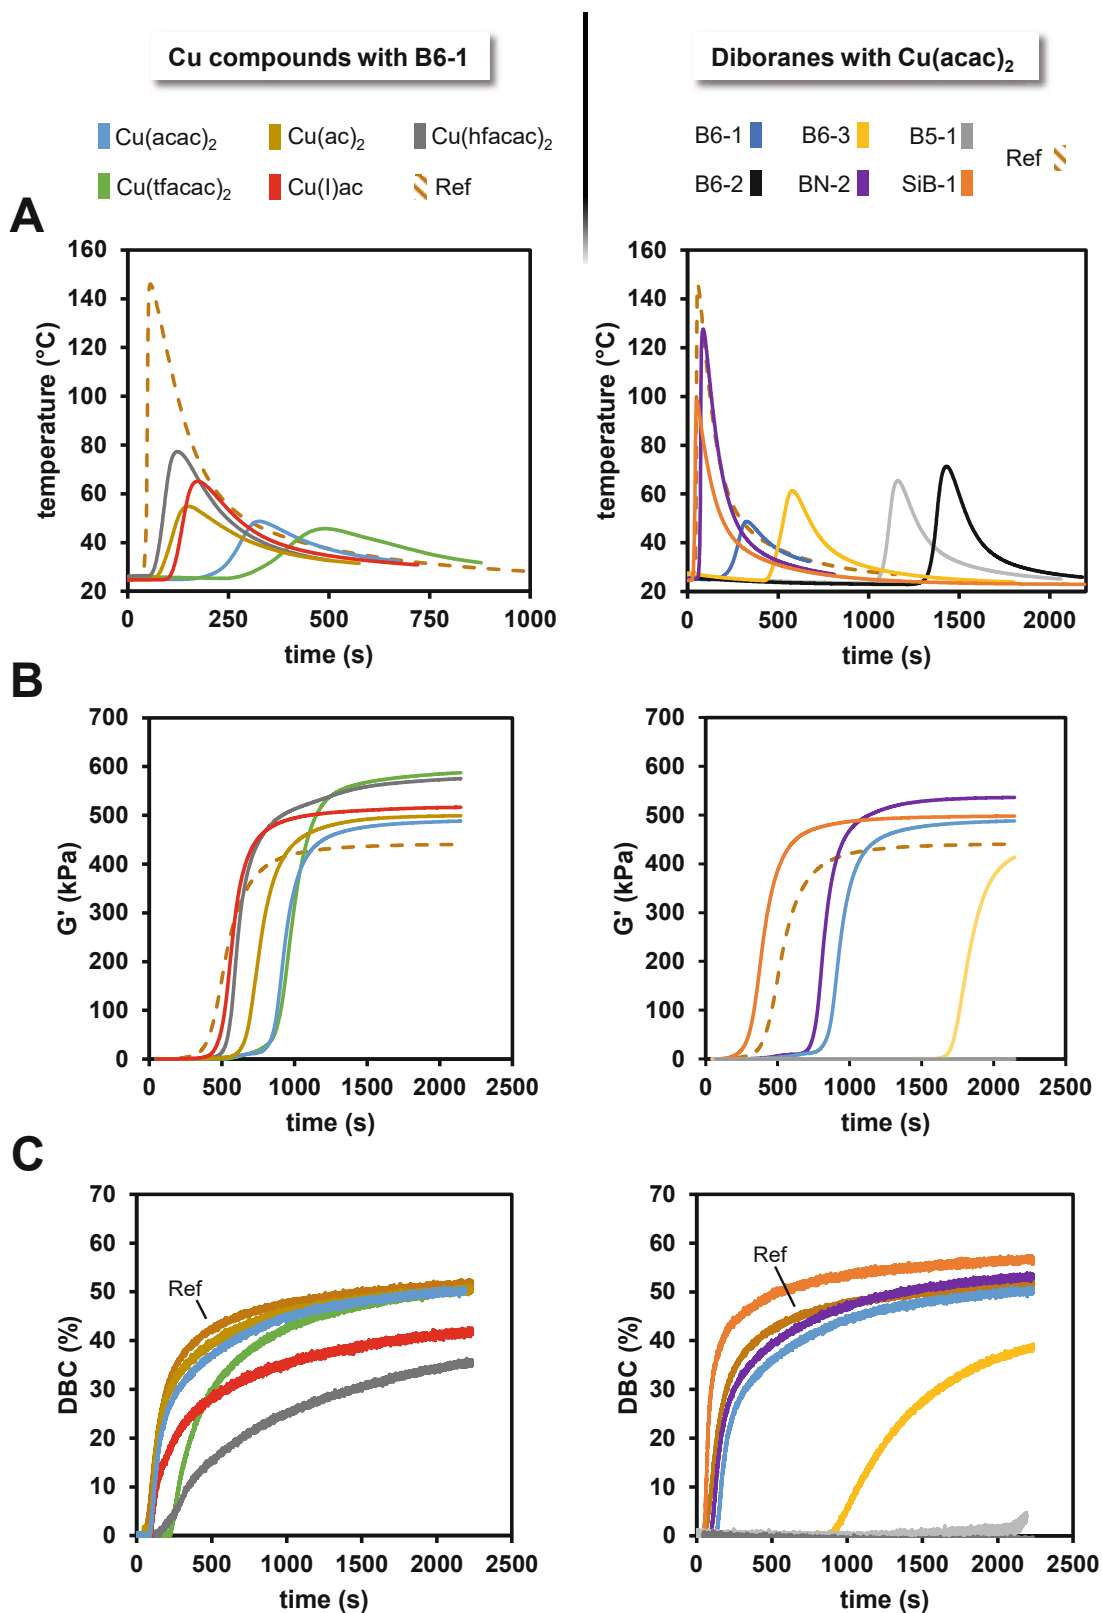 Cu compounds with B6-1
Diboranes with Cu(acac)2
Cu(acac)2
Cu(ac)2
Cu(hfacac)2
Cu(tfacac)2
Cu(I)ac
Ref
B6-1
B6-3
B5-1
Ref
B6-2
BN-2
SiB-1
A
160
140
120
100
80
60
40
20
temperature (°C)
0
250
500
750
1000
time (s)
160
140
120
100
80
60
40
20
temperature (°C)
0
500
1000
1500
2000
time (s)
B
700
600
500
400
300
200
100
0
G' (kPa)
0
500
1000
1500
2000
2500
time (s)
700
600
500
400
300
200
100
0
G' (kPa)
0
500
1000
1500
2000
2500
time (s)
C
70
60
50
40
30
20
10
0
DBC (%)
Ref
0
500
1000
1500
2000
2500
time (s)
70
60
50
40
30
20
10
0
DBC (%)
Ref
0
500
1000
1500
2000
2500
time (s)